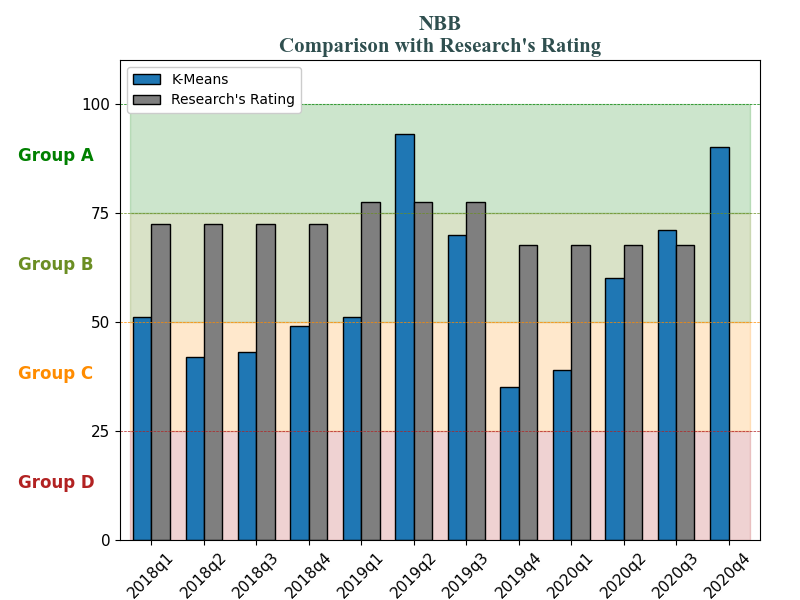 NBB
Comparison with Research's Rating
K-Means
Research's Rating
100
Group A
75
Group B
50
Group C
25
Group D
0
2018q1
2018q2
2018q3
2018q4
2019q1
2019q2
2019q3
2019q4
2020q1
2020q2
2020q3
2020q4